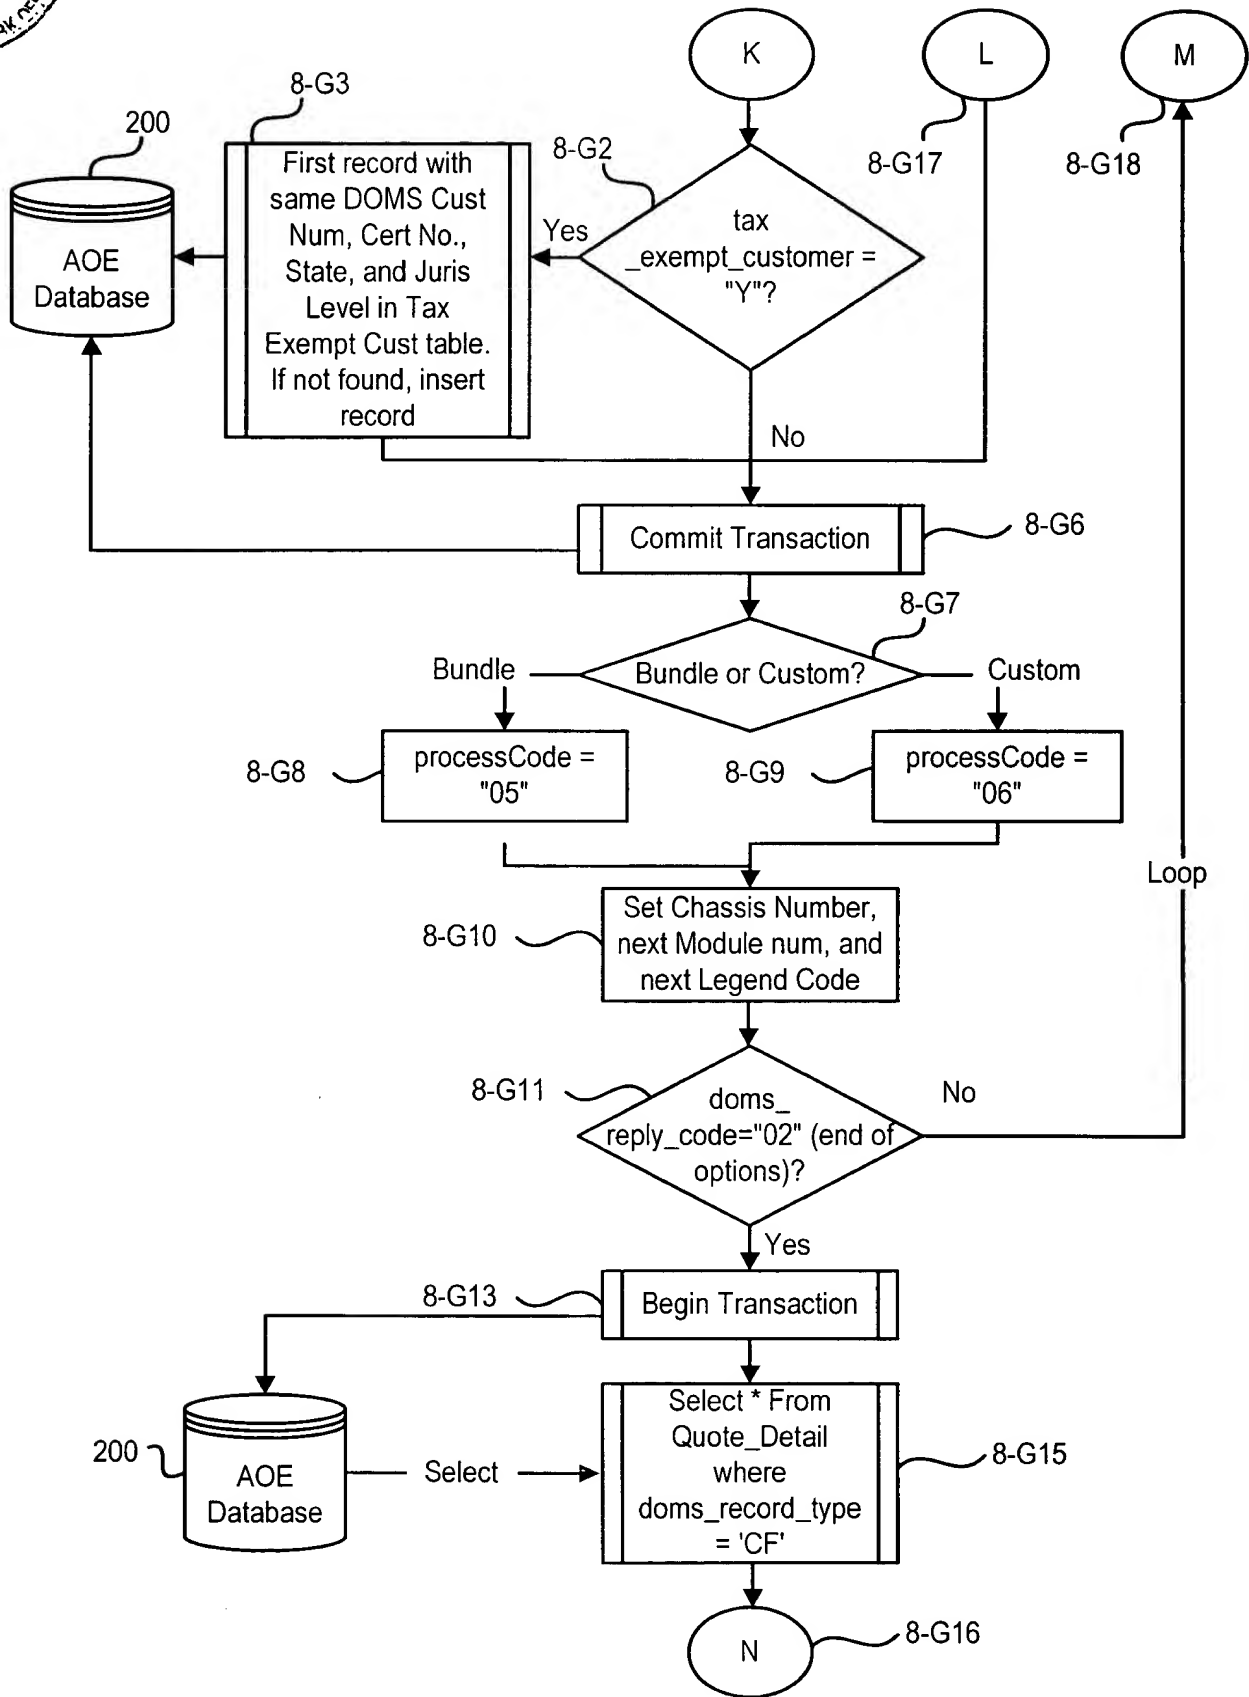 K
L
M
8-G3
200
8-G2
8-G17
8-G18
First record with
same DOMS Cust
Num, Cert No.,
State, and Juris
Level in Tax
Exempt Cust table.
If not found, insert
record
Yes
tax
_exempt_customer =
"Y"?
AOE
Database
No
Commit Transaction
8-G6
8-G7
Bundle
Bundle or Custom?
Custom
8-G8
processCode =
"05"
8-G9
processCode =
"06"
Loop
8-G10
Set Chassis Number,
next Module num, and
next Legend Code
8-G11
doms_
reply_code="02" (end of
options)?
No
Yes
8-G13
Begin Transaction
200
AOE
Database
Select
Select * From
Quote_Detail
where
doms_record_type
= 'CF'
8-G15
N
8-G16